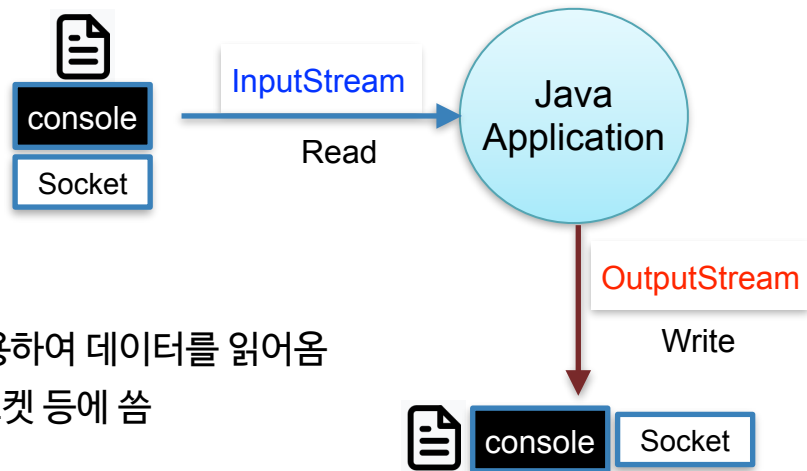 InputStream
console
Socket
Read
Java
Application
OutputStream
Write
하여 데이터를 읽어옴
켓 등에 씀
console
Socket